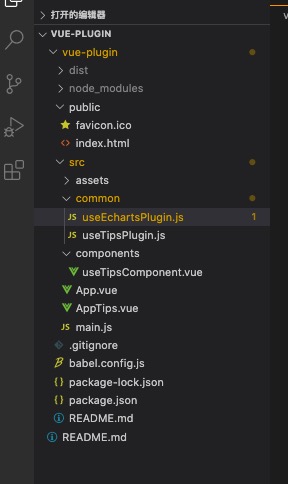 打开的编辑器
VUE-PLUGIN
vue-plugin
dist
node_modules
public
favicon.ico
index.html
src
assets
common
JS useEchartsPlugin.js 1
JS useTipsPlugin.js
components
useTipsComponent.vue
App.vue
AppTips.vue
JS main.js
.gitignore
babel.config.js
{} package-lock.json
{} package.json
README.md
README.md